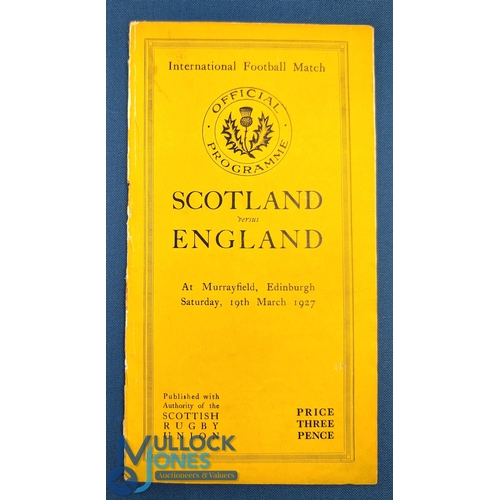 International Football Match
OFFICIAL
PROGRAMME
SCOTLAND
versus
ENGLAND
At Murrayfield, Edinburgh
Saturday, 19th March 1927
Published with
Authority of the
SCOTTISH
RUGBY
UNION
PRICE
THREE
PENCE
MULLOCK
JONES
Auctioneers & Valuers